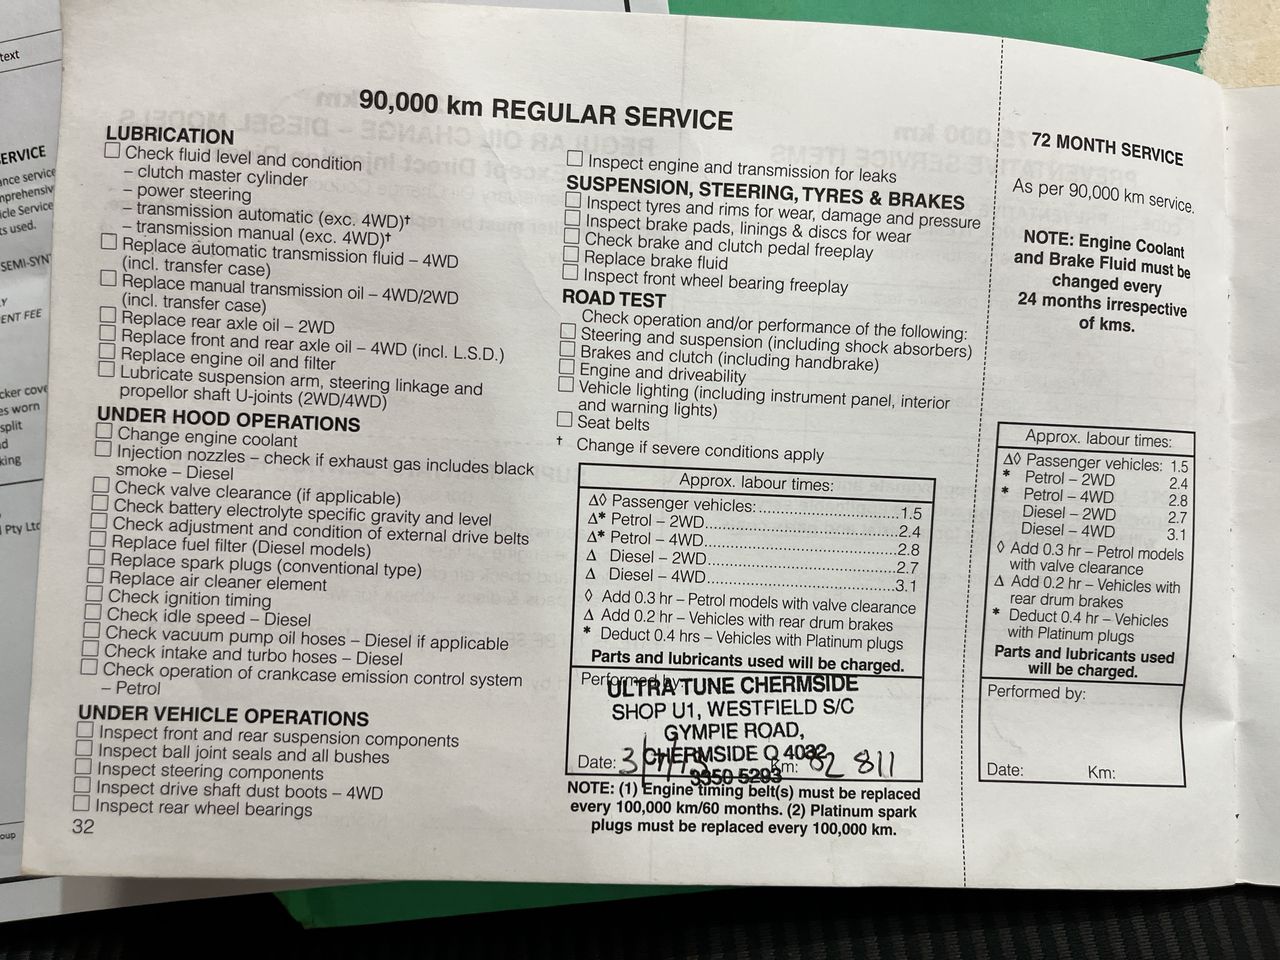 text
ERVICE
ance service
mprehensiv
icle Service
ts used.
SEMI-SYN
ENT FEE
cker cove
es worn
split
king
Pty Ltd
oup
90,000 km REGULAR SERVICE
LUBRICATION
Check fluid level and condition
– clutch master cylinder
– power steering
– transmission automatic (exc. 4WD)†
– transmission manual (exc. 4WD)†
Replace automatic transmission fluid – 4WD
(incl. transfer case)
Replace manual transmission oil – 4WD/2WD
(incl. transfer case)
Replace rear axle oil – 2WD
Replace front and rear axle oil – 4WD (incl. L.S.D.)
Replace engine oil and filter
Lubricate suspension arm, steering linkage and
propellor shaft U-joints (2WD/4WD)
UNDER HOOD OPERATIONS
Change engine coolant
Injection nozzles – check if exhaust gas includes black
smoke – Diesel
Check valve clearance (if applicable)
Check battery electrolyte specific gravity and level
Check adjustment and condition of external drive belts
Replace fuel filter (Diesel models)
Replace spark plugs (conventional type)
Replace air cleaner element
Check ignition timing
Check idle speed – Diesel
Check vacuum pump oil hoses – Diesel if applicable
Check intake and turbo hoses – Diesel
Check operation of crankcase emission control system
– Petrol
UNDER VEHICLE OPERATIONS
Inspect front and rear suspension components
Inspect ball joint seals and all bushes
Inspect steering components
Inspect drive shaft dust boots – 4WD
Inspect rear wheel bearings
32
Inspect engine and transmission for leaks
SUSPENSION, STEERING, TYRES & BRAKES
Inspect tyres and rims for wear, damage and pressure
Inspect brake pads, linings & discs for wear
Check brake and clutch pedal freeplay
Replace brake fluid
Inspect front wheel bearing freeplay
ROAD TEST
Check operation and/or performance of the following:
Steering and suspension (including shock absorbers)
Brakes and clutch (including handbrake)
Engine and driveability
Vehicle lighting (including instrument panel, interior
and warning lights)
Seat belts
† Change if severe conditions apply
Approx. labour times:
Δ◊ Passenger vehicles:................................1.5
Δ* Petrol – 2WD............................................2.4
Δ* Petrol – 4WD............................................2.8
Δ Diesel – 2WD............................................2.7
Δ Diesel – 4WD............................................3.1
◊ Add 0.3 hr – Petrol models with valve clearance
Δ Add 0.2 hr – Vehicles with rear drum brakes
* Deduct 0.4 hrs – Vehicles with Platinum plugs
Parts and lubricants used will be charged.
Performed by:
ULTRA TUNE CHERMSIDE
SHOP U1, WESTFIELD S/C
GYMPIE ROAD,
CHERMSIDE Q 4032
3350 5293
Date: Km: 82 811
NOTE: (1) Engine timing belt(s) must be replaced
every 100,000 km/60 months. (2) Platinum spark
plugs must be replaced every 100,000 km.
72 MONTH SERVICE
As per 90,000 km service.
NOTE: Engine Coolant
and Brake Fluid must be
changed every
24 months irrespective
of kms.
Approx. labour times:
Δ◊ Passenger vehicles: 1.5
* Petrol – 2WD 2.4
* Petrol – 4WD 2.8
Diesel – 2WD 2.7
Diesel – 4WD 3.1
◊ Add 0.3 hr – Petrol models
with valve clearance
Δ Add 0.2 hr – Vehicles with
rear drum brakes
* Deduct 0.4 hr – Vehicles
with Platinum plugs
Parts and lubricants used
will be charged.
Performed by:
Date: Km: